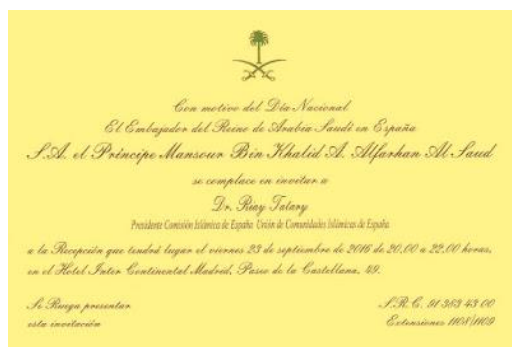 Con motivo del Día Nacional
El Embajador del Reino de Arabia Saudí en España
S.A. el Príncipe Mansour Bin Khalid A. Alfarhan Al Saud
se complace en invitar a
Dr. Riay Tatary
Presidente Comisión Islámica de España Unión de Comunidades Islámicas de España
a la Recepción que tendrá lugar el viernes 23 de septiembre de 2016 de 20,00 a 22,00 horas,
en el Hotel Inter Continental Madrid, Paseo de la Castellana, 49.
Se Ruega presentar
esta invitación
S.R.C. 91 383 43 00
Extensiones 1108/1109